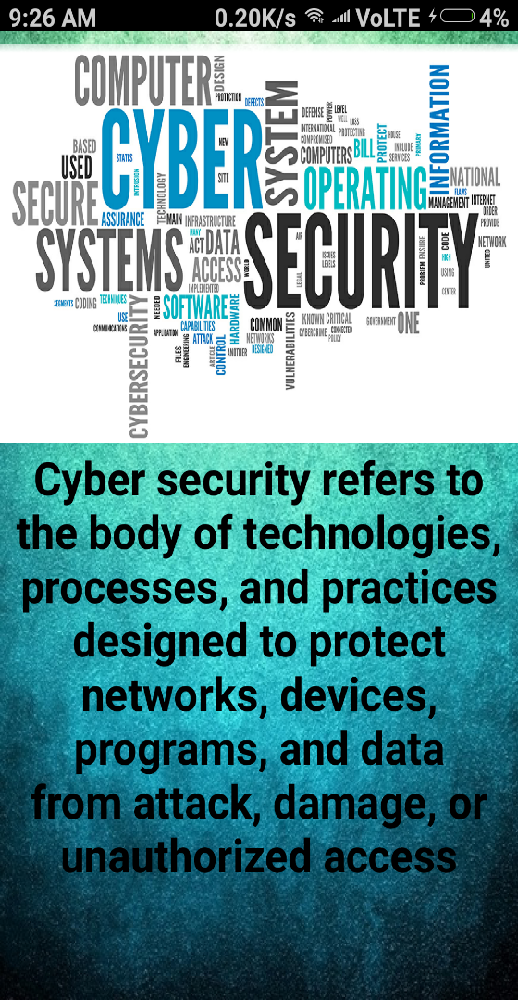 9:26 AM 0.20K/s VoLTE 4%
COMPUTER
DESIGN
PROTECTION
DEFECTS
CYBER
SYSTEM
DEFENSE
POWER
LEVEL
WELL
LOSS
INTERNATIONAL
PROTECTING
COMPROMISED
COMPUTERS
BILL
PROTECT
HOUSE
INCLUDE
SERVICES
PRIMARY
INFORMATION
BASED
STATES
NEW
USED
INTRUSION
SITE
OPERATING
NATIONAL
SECURE
TECHNOLOGY
FLAWS
MANAGEMENT
INTERNET
ASSURANCE
MAIN
INFRASTRUCTURE
ORDER
PROVIDE
SYSTEMS
MANY
ACT
DATA
SECURITY
AIR
ISSUES
LEVELS
ENSURE
CODE
NETWORK
UNITED
ACCESS
WORLD
LEGAL
PROBLEM
HIGH
USING
IMPLEMENTED
CENTER
SEGMENTS
CODING
TECHNIQUES
NEEDED
SOFTWARE
HARDWARE
USE
COMMUNICATIONS
CYBERSECURITY
APPLICATION
CAPABILITIES
ATTACK
COMMON
VULNERABILITIES
KNOWN
CRITICAL
GOVERNMENT
ONE
CYBERCRIME
CONNECTED
POLICY
FILES
ENGINEERING
ARTICLE
CONTROL
ANOTHER
NETWORKS
DESIGNED
Cyber security refers to
the body of technologies,
processes, and practices
designed to protect
networks, devices,
programs, and data
from attack, damage, or
unauthorized access